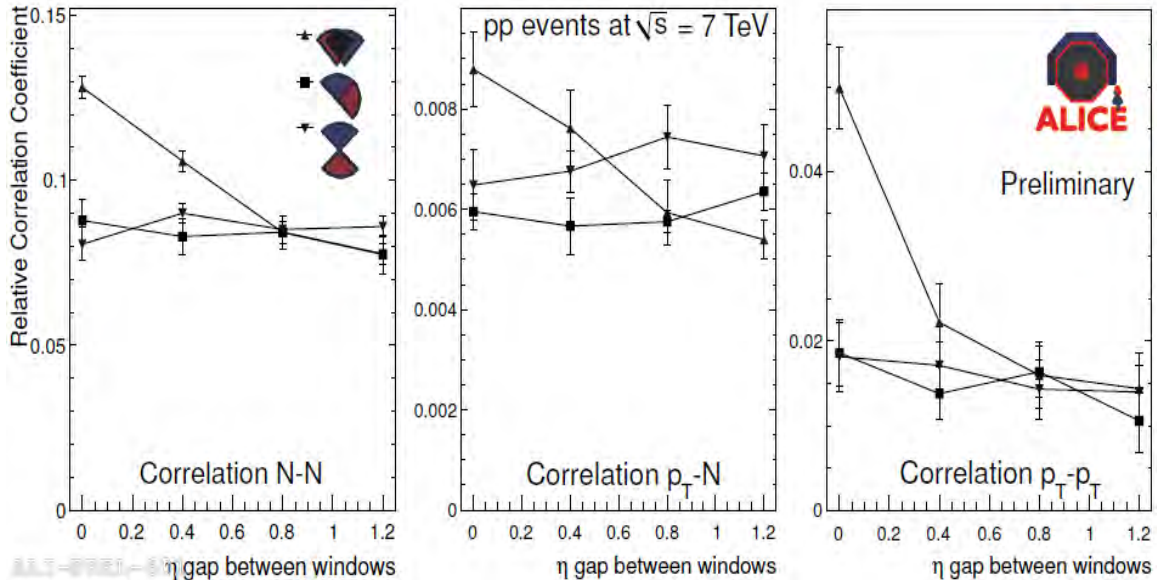 Relative Correlation Coefficient
0.15
0.1
0.05
0
0 0.2 0.4 0.6 0.8 1.0 1.2
Correlation N-N
η gap between windows
pp events at √s = 7 TeV
0.008
0.006
0.004
0.002
0
0 0.2 0.4 0.6 0.8 1.0 1.2
Correlation p_T-N
η gap between windows
ALICE
Preliminary
0.04
0.02
0
0 0.2 0.4 0.6 0.8 1.0 1.2
Correlation p_T-p_T
η gap between windows